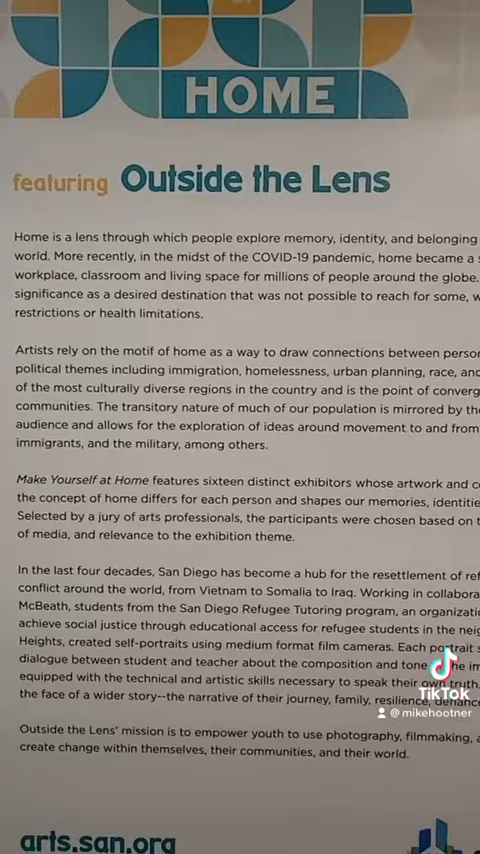 HOME
featuring Outside the Lens
Home is a lens through which people explore memory, identity, and belonging
world. More recently, in the midst of the COVID-19 pandemic, home became a
workplace, classroom and living space for millions of people around the globe.
significance as a desired destination that was not possible to reach for some,
restrictions or health limitations.
Artists rely on the motif of home as a way to draw connections between
political themes including immigration, homelessness, urban planning, race,
of the most culturally diverse regions in the country and is the point of
communities. The transitory nature of much of our population is mirrored by
audience and allows for the exploration of ideas around movement to and from
immigrants, and the military, among others.
Make Yourself at Home features sixteen distinct exhibitors whose artwork and
the concept of home differs for each person and shapes our memories,
Selected by a jury of arts professionals, the participants were chosen based on
of media, and relevance to the exhibition theme.
In the last four decades, San Diego has become a hub for the resettlement of
conflict around the world, from Vietnam to Somalia to Iraq. Working in
McBeath, students from the San Diego Refugee Tutoring program, an
achieve social justice through educational access for refugee students in the
Heights, created self-portraits using medium format film cameras. Each portrait
dialogue between student and teacher about the composition and tone
equipped with the technical and artistic skills necessary to speak their own truth.
the face of a wider story--the narrative of their journey, family, resilience, defiance
TikTok
@mikehootner
Outside the Lens' mission is to empower youth to use photography, filmmaking,
create change within themselves, their communities, and their world.
arts.san.org